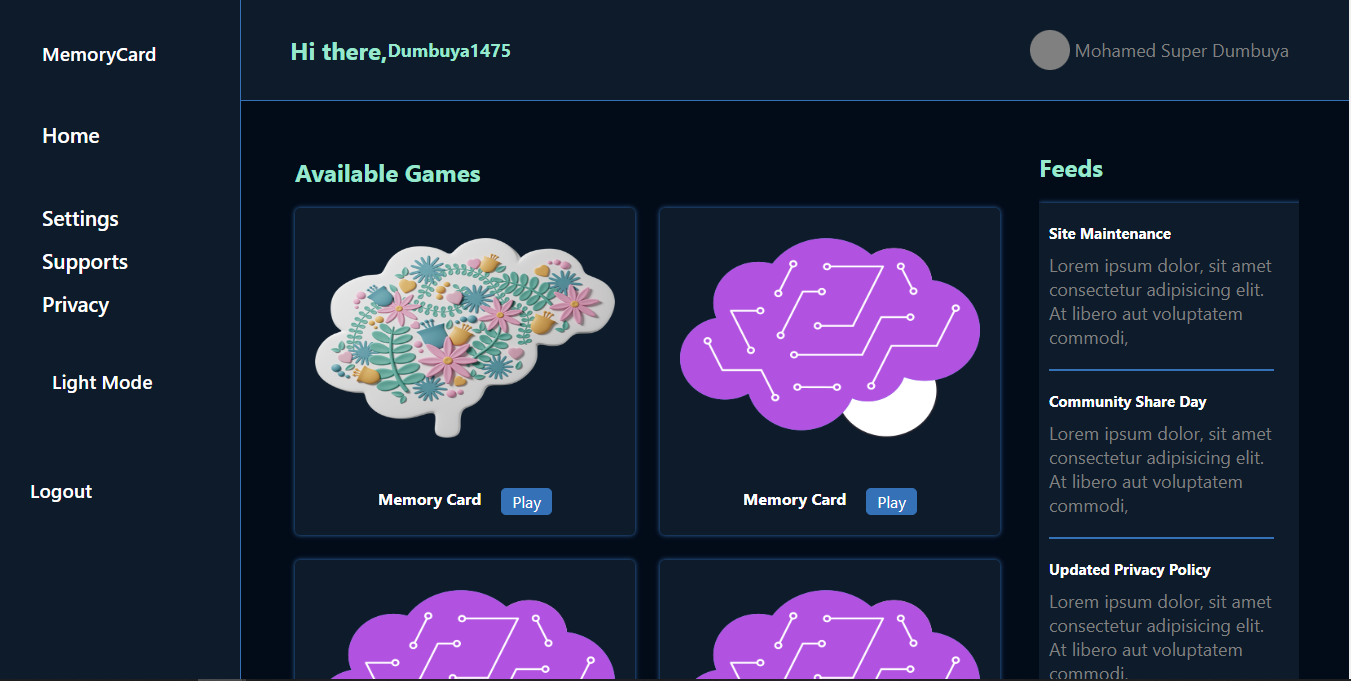 MemoryCard
Home
Settings
Supports
Privacy
Light Mode
Logout
Hi there,Dumbuya1475
Mohamed Super Dumbuya
Available Games
Memory Card Play
Memory Card Play
Feeds
Site Maintenance
Lorem ipsum dolor, sit amet
consectetur adipisicing elit.
At libero aut voluptatem
commodi,
Community Share Day
Lorem ipsum dolor, sit amet
consectetur adipisicing elit.
At libero aut voluptatem
commodi,
Updated Privacy Policy
Lorem ipsum dolor, sit amet
consectetur adipisicing elit.
At libero aut voluptatem
commodi,